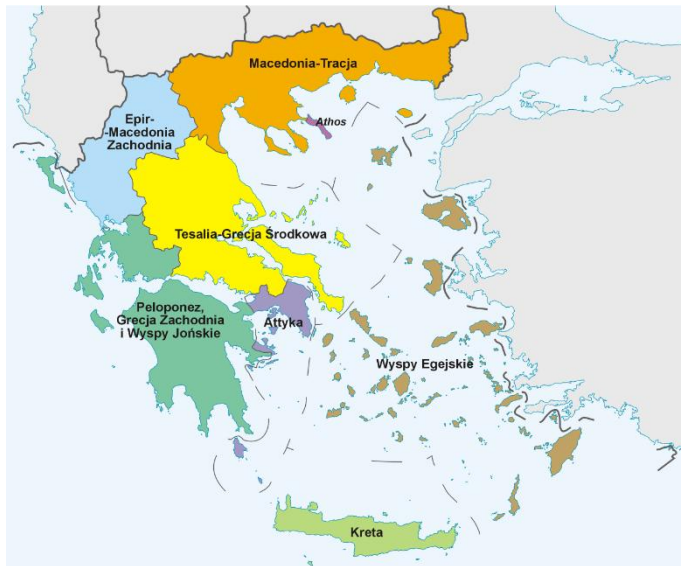 Macedonia-Tracja
Athos
Epir-
-Macedonia
Zachodnia
Tesalia-Grecja Środkowa
Peloponez,
Grecja Zachodnia
i Wyspy Jońskie
Attyka
Wyspy Egejskie
Kreta